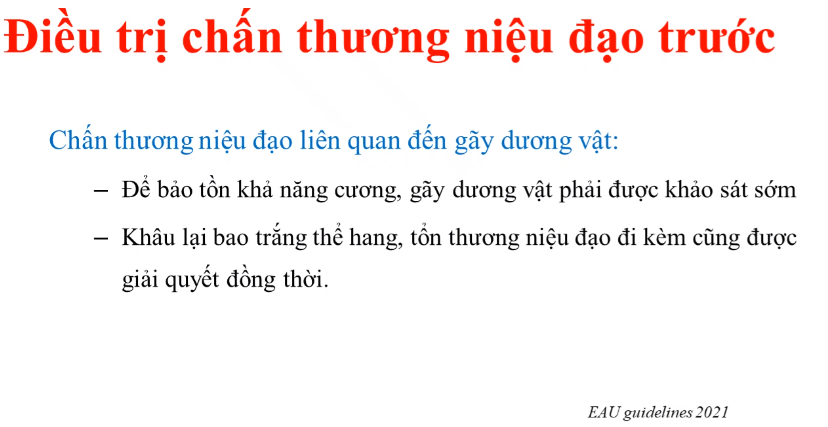 Điều trị chấn thương niệu đạo trước
Chấn thương niệu đạo liên quan đến gãy dương vật:
– Để bảo tồn khả năng cương, gãy dương vật phải được khảo sát sớm
– Khâu lại bao trắng thể hang, tổn thương niệu đạo đi kèm cũng được
giải quyết đồng thời.
EAU guidelines 2021